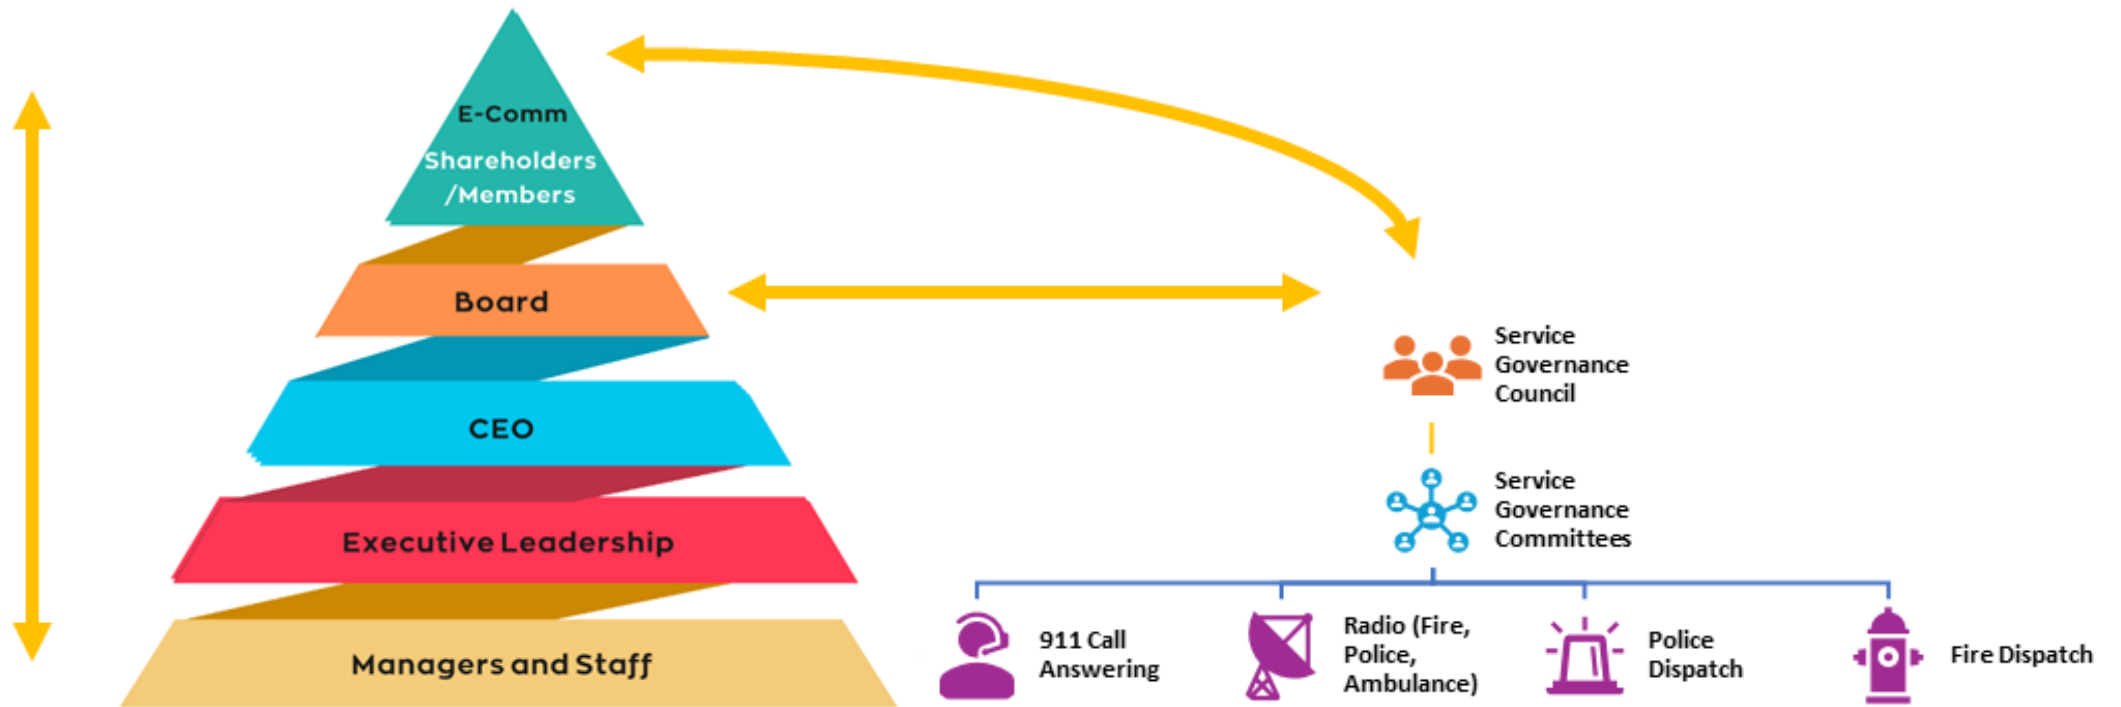 E-Comm
Shareholders
/Members
Board
CEO
Executive Leadership
Managers and Staff
Service
Governance
Council
Service
Governance
Committees
911 Call
Answering
Radio (Fire,
Police,
Ambulance)
Police
Dispatch
Fire Dispatch